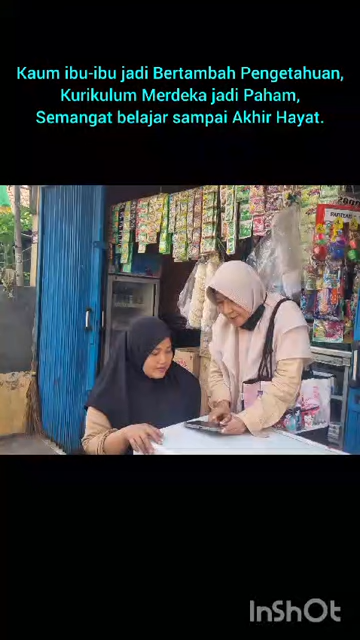 Kaum ibu-ibu jadi Bertambah Pengetahuan,
Kurikulum Merdeka jadi Paham,
Semangat belajar sampai Akhir Hayat.
InShOt